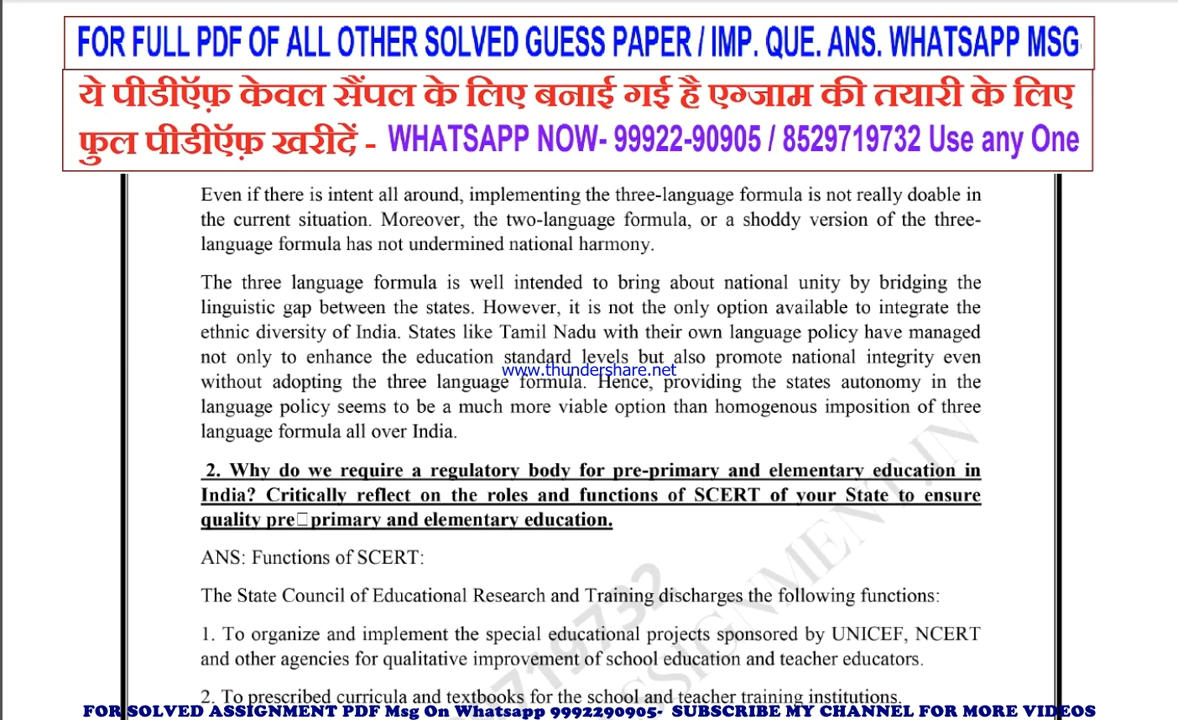 FOR FULL PDF OF ALL OTHER SOLVED GUESS PAPER / IMP. QUE. ANS. WHATSAPP MSG
ये पीडीऍफ़ केवल सैंपल के लिए बनाई गई है एग्जाम की तयारी के लिए
फुल पीडीऍफ़ खरीदें - WHATSAPP NOW- 99922-90905 / 8529719732 Use any One
Even if there is intent all around, implementing the three-language formula is not really doable in
the current situation. Moreover, the two-language formula, or a shoddy version of the three-
language formula has not undermined national harmony.
The three language formula is well intended to bring about national unity by bridging the
linguistic gap between the states. However, it is not the only option available to integrate the
ethnic diversity of India. States like Tamil Nadu with their own language policy have managed
not only to enhance the education standard levels but also promote national integrity even
www.thundershare.net
without adopting the three language formula. Hence, providing the states autonomy in the
language policy seems to be a much more viable option than homogenous imposition of three
language formula all over India.
2. Why do we require a regulatory body for pre-primary and elementary education in
India? Critically reflect on the roles and functions of SCERT of your State to ensure
quality pre□primary and elementary education.
ANS: Functions of SCERT:
The State Council of Educational Research and Training discharges the following functions:
1. To organize and implement the special educational projects sponsored by UNICEF, NCERT
and other agencies for qualitative improvement of school education and teacher educators.
2. To prescribed curricula and textbooks for the school and teacher training institutions.
FOR SOLVED ASSIGNMENT PDF Msg On Whatsapp 9992290905- SUBSCRIBE MY CHANNEL FOR MORE VIDEOS